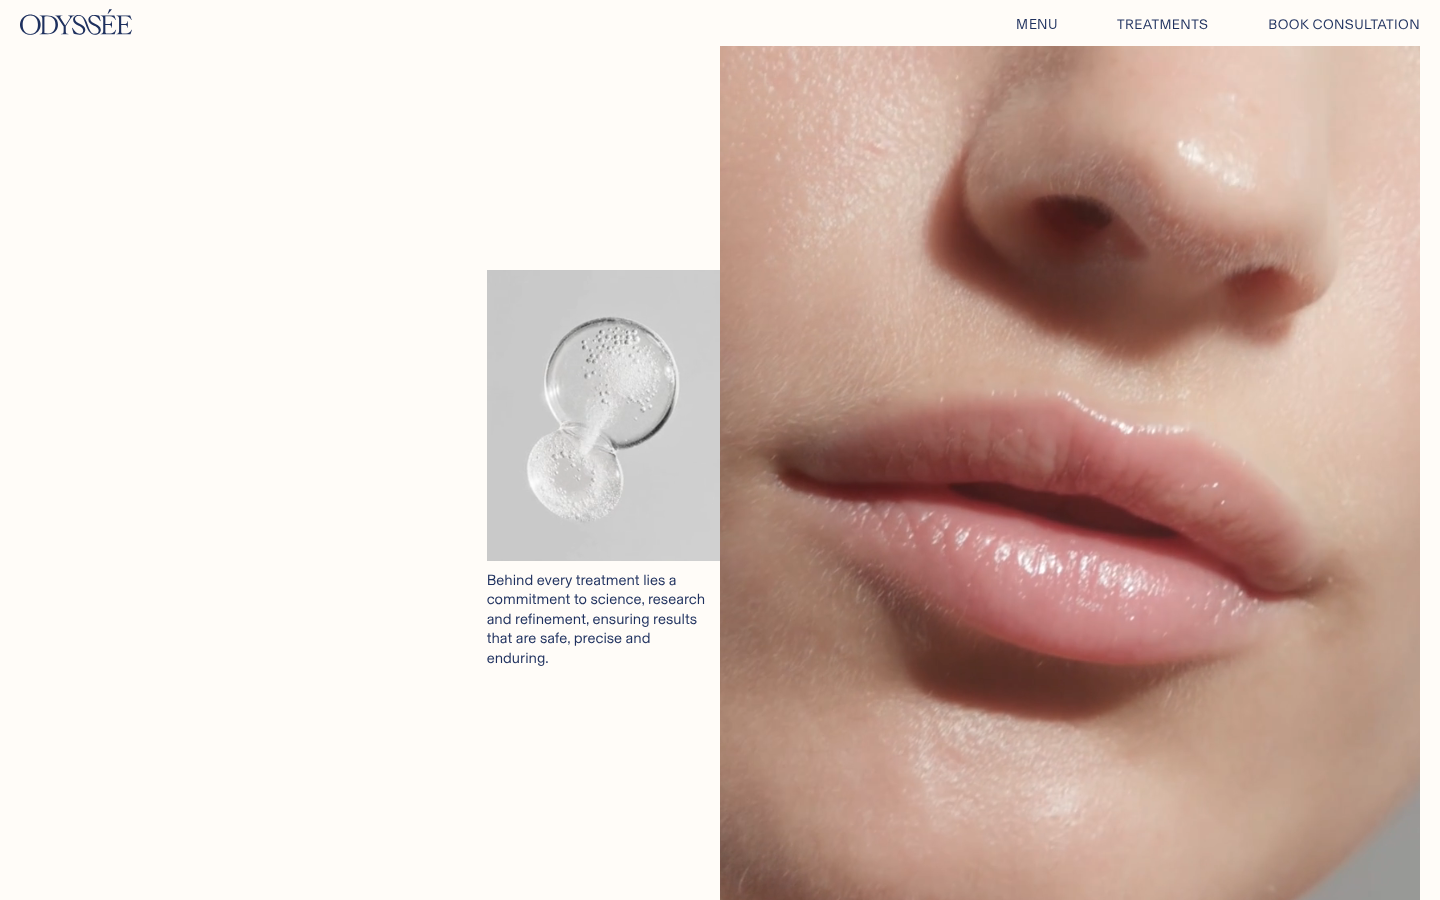 ODYSSÉE
MENU
TREATMENTS
BOOK CONSULTATION
Behind every treatment lies a
commitment to science, research
and refinement, ensuring results
that are safe, precise and
enduring.